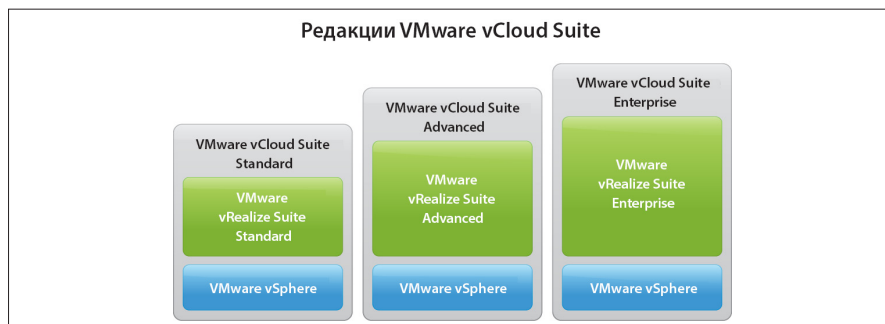 Редакции VMware vCloud Suite
VMware vCloud Suite
Standard
VMware
vRealize Suite
Standard
VMware vSphere
VMware vCloud Suite
Advanced
VMware
vRealize Suite
Advanced
VMware vSphere
VMware vCloud Suite
Enterprise
VMware
vRealize Suite
Enterprise
VMware vSphere